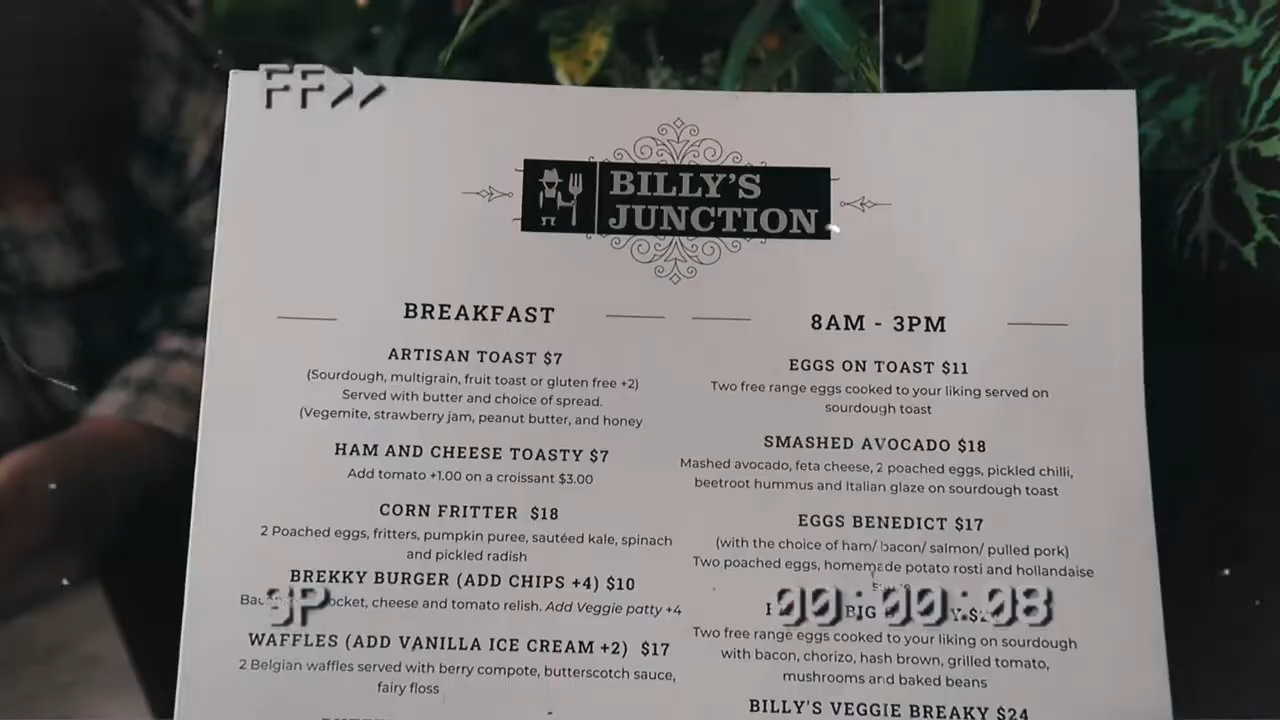 FF>>
BILLY'S
JUNCTION
BREAKFAST
ARTISAN TOAST $7
(Sourdough, multigrain, fruit toast or gluten free +2)
Served with butter and choice of spread.
(Vegemite, strawberry jam, peanut butter, and honey
HAM AND CHEESE TOASTY $7
Add tomato +1.00 on a croissant $3.00
CORN FRITTER $18
2 Poached eggs, fritters, pumpkin puree, sautéed kale, spinach
and pickled radish
BREKKY BURGER (ADD CHIPS +4) $10
cheese and tomato relish. Add Veggie patty +4
WAFFLES (ADD VANILLA ICE CREAM +2) $17
2 Belgian waffles served with berry compote, butterscotch sauce,
fairy floss
8AM - 3PM
EGGS ON TOAST $11
Two free range eggs cooked to your liking served on
sourdough toast
SMASHED AVOCADO $18
Mashed avocado, feta cheese, 2 poached eggs, pickled chilli,
beetroot hummus and Italian glaze on sourdough toast
EGGS BENEDICT $17
(with the choice of ham/ bacon/ salmon/ pulled pork)
Two poached eggs, homemade potato rosti and hollandaise
BIG
Two free range eggs cooked to your liking on sourdough
with bacon, chorizo, hash brown, grilled tomato,
mushrooms and baked beans
BILLY'S VEGGIE BREAKY $24
SP
00:00:08